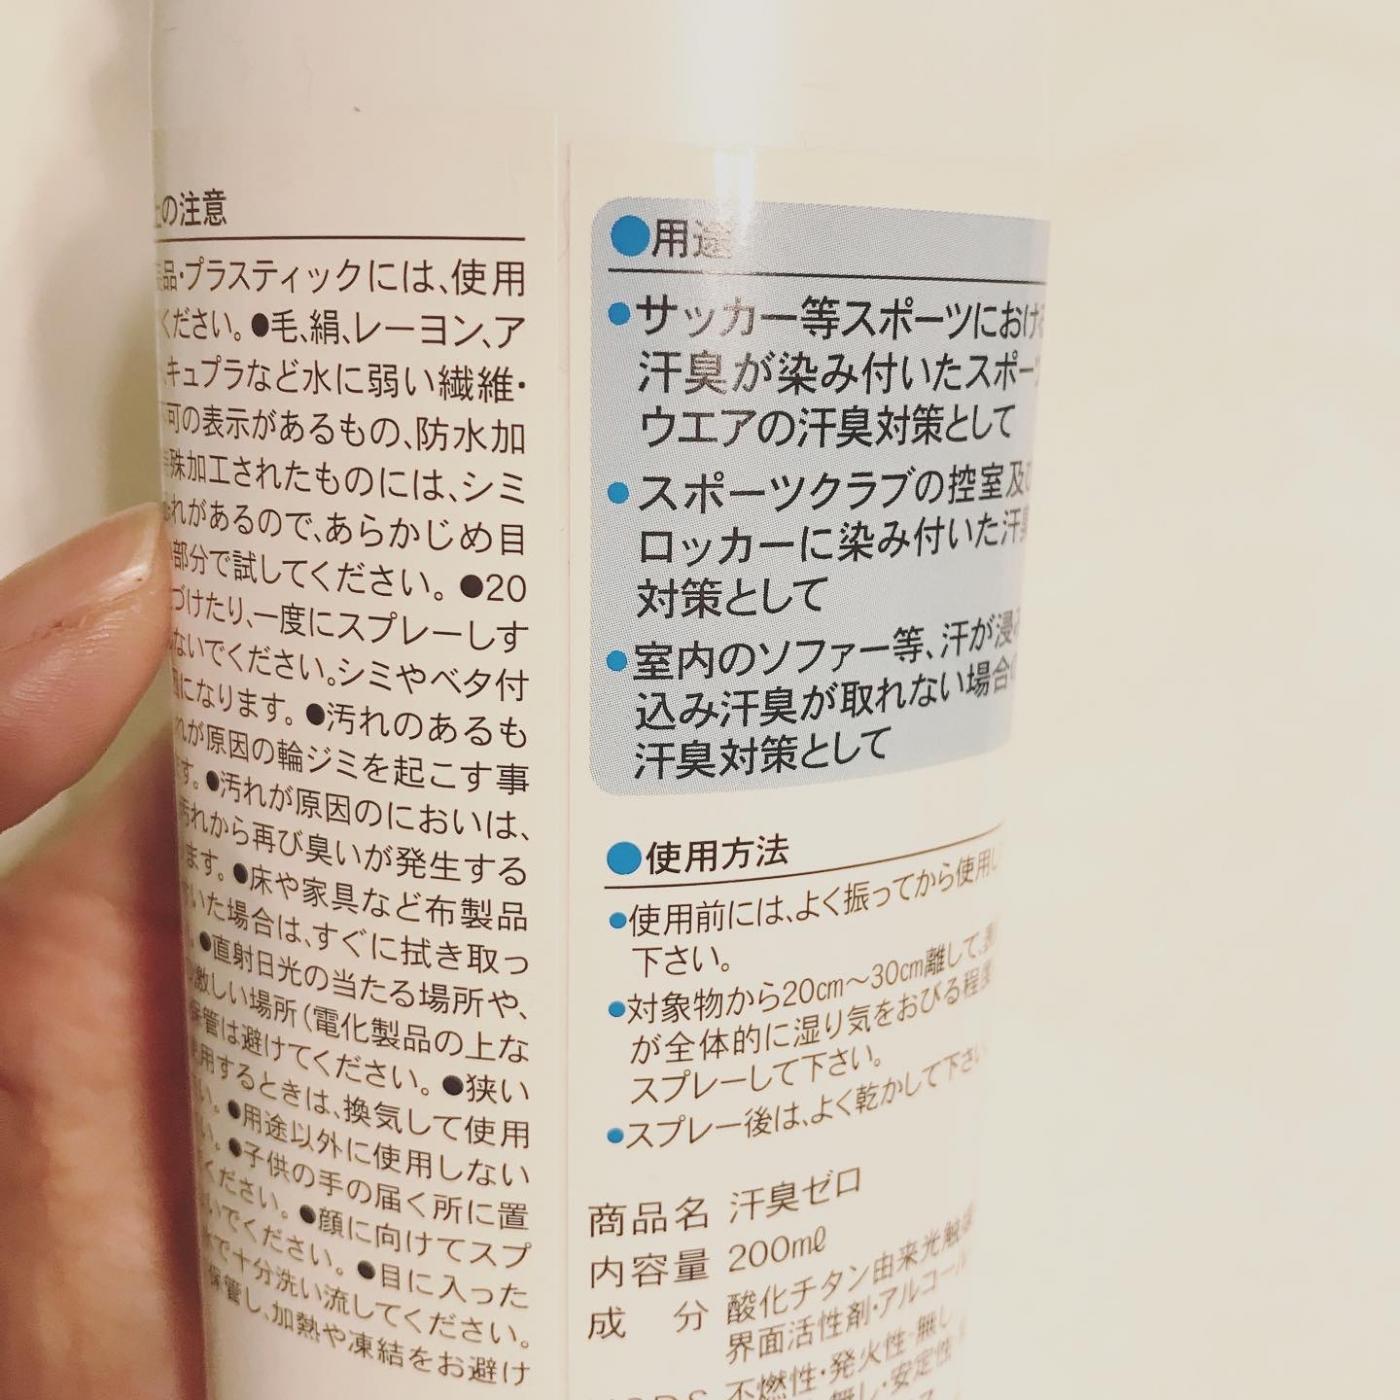 の注意
品・プラスティックには、使用
ください。●毛、絹、レーヨン、ア
キュプラなど水に弱い繊維・
可の表示があるもの、防水加
殊加工されたものには、シミ
れがあるので、あらかじめ目
部分で試してください。●20
づけたり、一度にスプレーしす
ないでください。シミやベタ付
になります。●汚れのあるも
れが原因の輪ジミを起こす事
ます。●汚れが原因のにおいは、
汚れから再び臭いが発生する
ります。●床や家具など布製品
いた場合は、すぐに拭き取っ
●直射日光の当たる場所や、
激しい場所(電化製品の上な
保管は避けてください。●狭い
使用するときは、換気して使用
い。●用途以外に使用しない
い。●子供の手の届く所に置
ください。●顔に向けてスプ
ないでください。●目に入った
水で十分洗い流してください。
保管し、加熱や凍結をお避け
●用途
●サッカー等スポーツにおける
汗臭が染み付いたスポーツ
ウエアの汗臭対策として
●スポーツクラブの控室及び
ロッカーに染み付いた汗臭
対策として
●室内のソファー等、汗が浸み
込み汗臭が取れない場合の
汗臭対策として
●使用方法
●使用前には、よく振ってから使用し
下さい。
●対象物から20cm〜30cm離して、表
が全体的に湿り気をおびる程度
スプレーして下さい。
●スプレー後は、よく乾かして下さい
商品名 汗臭ゼロ
内容量 200ml
成 分 酸化チタン由来光触
界面活性剤・アルコール
不燃性・発火性-無し
無し・安定性